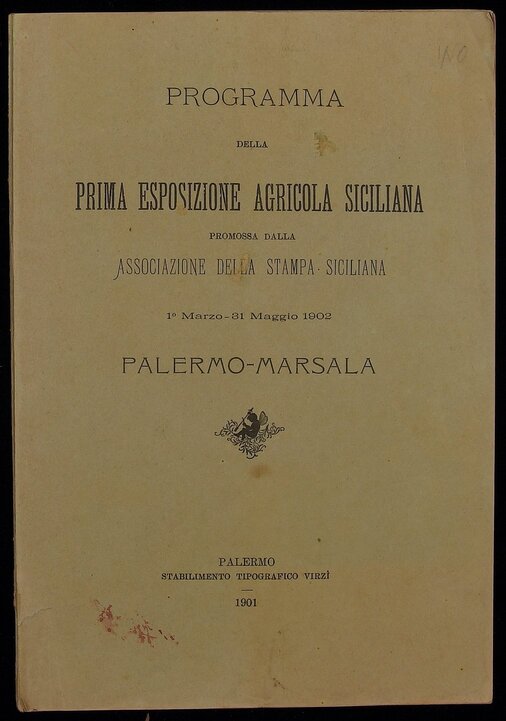 PROGRAMMA
DELLA
PRIMA ESPOSIZIONE AGRICOLA SICILIANA
PROMOSSA DALLA
ASSOCIAZIONE DELLA STAMPA SICILIANA
1º Marzo-31 Maggio 1902
PALERMO-MARSALA
PALERMO
STABILIMENTO TIPOGRAFICO VIRZÌ
1901